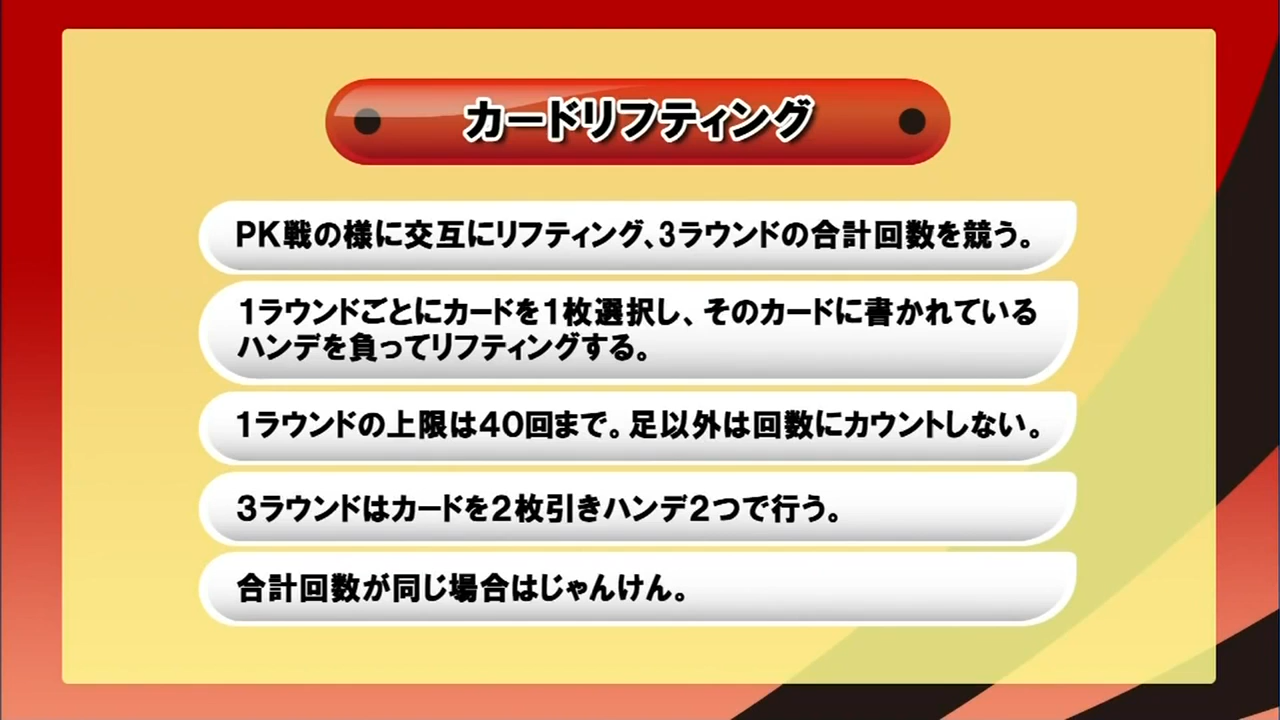 カードリフティング
PK戦の様に交互にリフティング、3ラウンドの合計回数を競う。
1ラウンドごとにカードを1枚選択し、そのカードに書かれている
ハンデを負ってリフティングする。
1ラウンドの上限は40回まで。足以外は回数にカウントしない。
3ラウンドはカードを2枚引きハンデ2つで行う。
合計回数が同じ場合はじゃんけん。